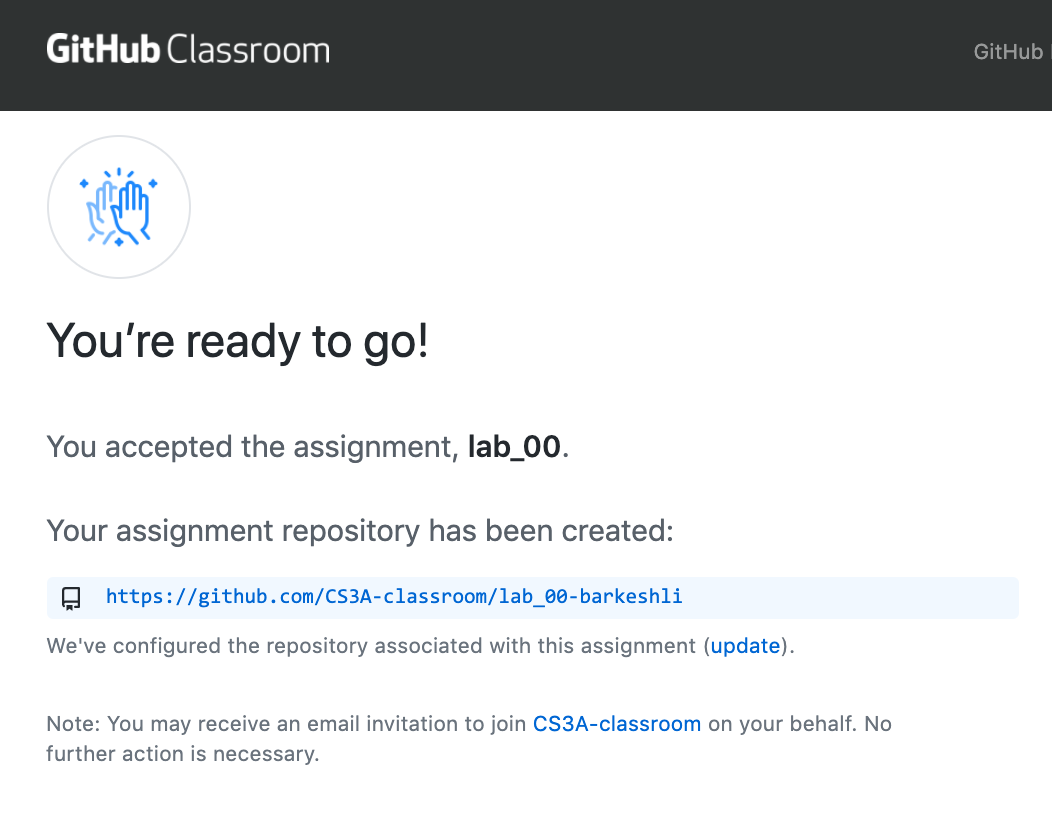 GitHub Classroom
GitHub
You’re ready to go!
You accepted the assignment, lab_00.
Your assignment repository has been created:
https://github.com/CS3A-classroom/lab_00-barkeshli
We've configured the repository associated with this assignment (update).
Note: You may receive an email invitation to join CS3A-classroom on your behalf. No
further action is necessary.